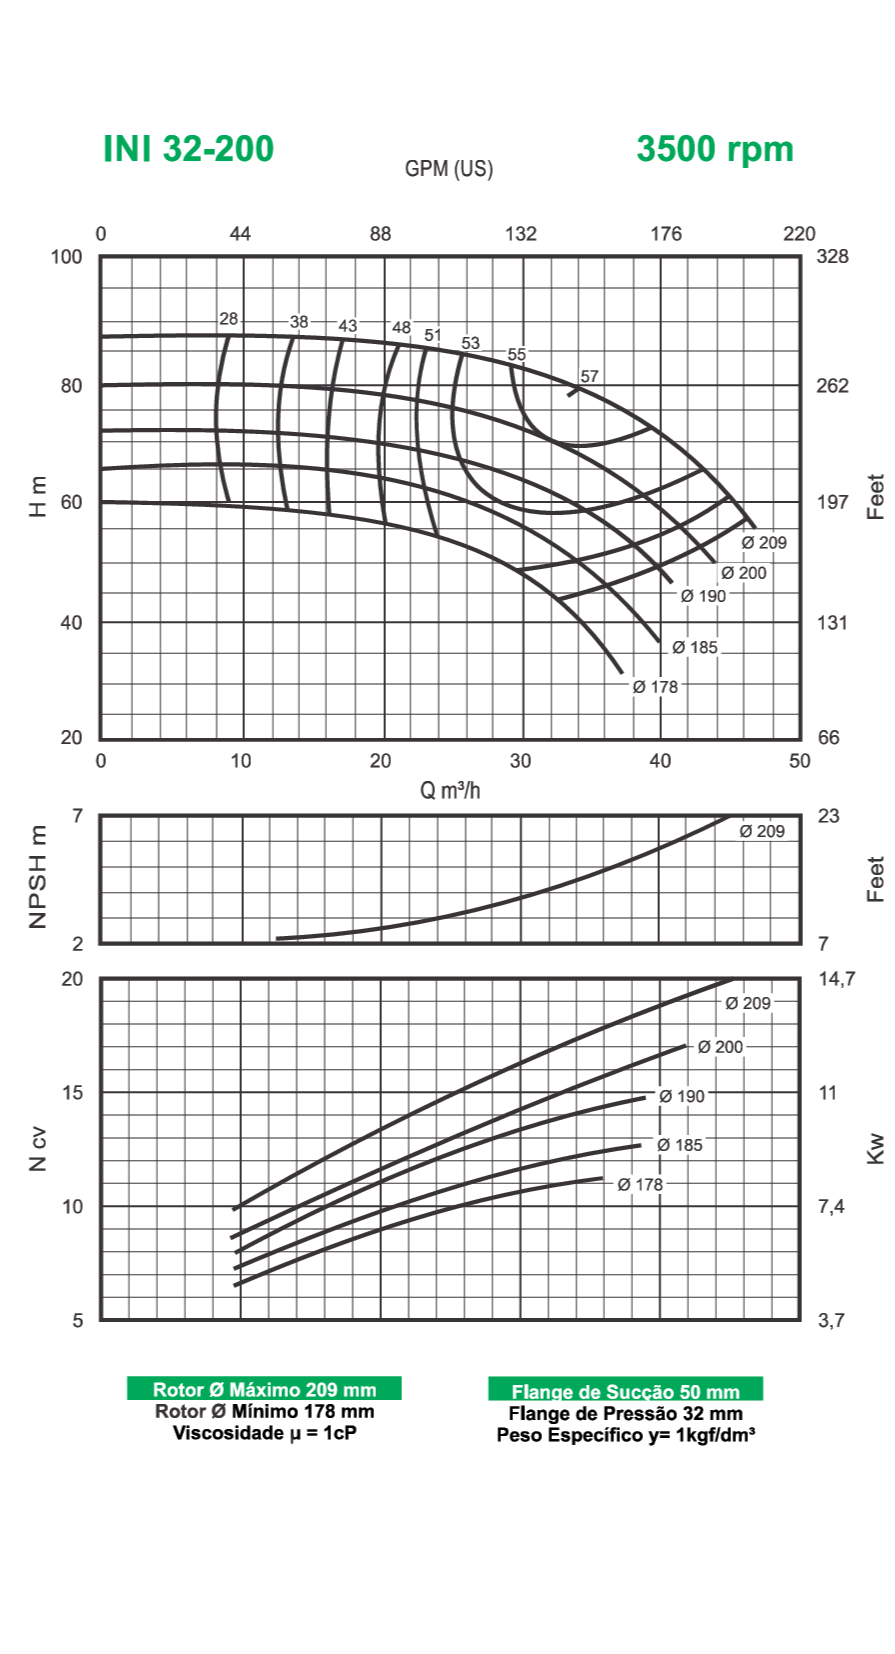 INI 32-200 3500 rpm
GPM (US)
0 44 88 132 176 220
100 328
28 38 43 48 51 53 55 57
80 262
H m 60 197 Feet
Ø 209
Ø 200
Ø 190
40 131
Ø 185
Ø 178
20 66
0 10 20 30 40 50
Q m³/h
7 23
Ø 209
NPSH m Feet
2 7
20 14,7
Ø 209
Ø 200
15 11
Ø 190
N cv Kw
Ø 185
Ø 178
10 7,4
5 3,7
Rotor Ø Máximo 209 mm
Rotor Ø Mínimo 178 mm
Viscosidade µ = 1cP
Flange de Sucção 50 mm
Flange de Pressão 32 mm
Peso Específico y= 1kgf/dm³